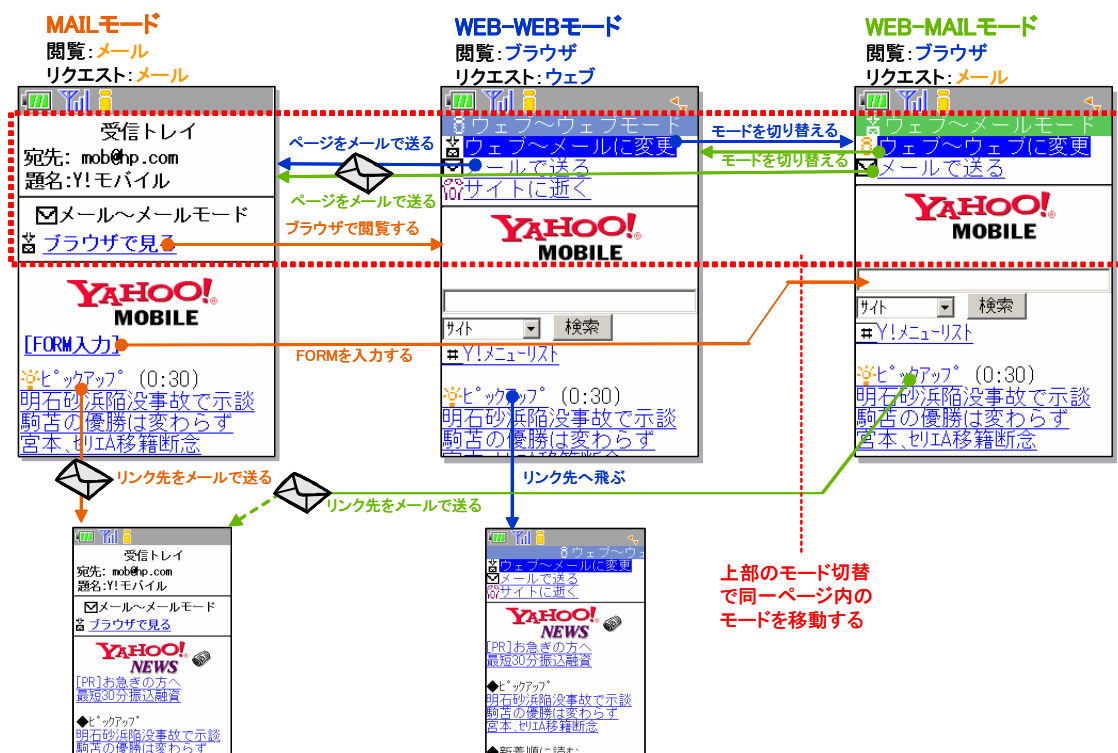 MAILモード
閲覧:メール
リクエスト:メール
WEB-WEBモード
閲覧:ブラウザ
リクエスト:ウェブ
WEB-MAILモード
閲覧:ブラウザ
リクエスト:メール
受信トレイ
宛先: mob@hp.com
題名:Y!モバイル
メール～メールモード
ブラウザで見る
YAHOO!
MOBILE
[FORM入力]
ピックアップ (0:30)
明石砂浜陥没事故で示談
駒苫の優勝は変わらず
宮本、セリエA移籍断念
ページをメールで送る
ページをメールで送る
ブラウザで閲覧する
FORMを入力する
ウェブ～ウェブモード
ウェブ～メールに変更
メールで送る
サイトに逝く
YAHOO!
MOBILE
サイト
検索
Y!メニューリスト
ピックアップ (0:30)
明石砂浜陥没事故で示談
駒苫の優勝は変わらず
モードを切り替える
モードを切り替える
ウェブ～メールモード
ウェブ～ウェブに変更
メールで送る
YAHOO!
MOBILE
サイト
検索
Y!メニューリスト
ピックアップ (0:30)
明石砂浜陥没事故で示談
駒苫の優勝は変わらず
宮本、セリエA移籍断念
リンク先をメールで送る
リンク先をメールで送る
リンク先へ飛ぶ
受信トレイ
宛先: mob@hp.com
題名:Y!モバイル
メール～メールモード
ブラウザで見る
YAHOO!
NEWS
[PR]お急ぎの方へ
最短30分振込融資
◆ピックアップ
明石砂浜陥没事故で示談
駒苫の優勝は変わらず
ウェブ～ウェ
ウェブ～メールに変更
メールで送る
サイトに逝く
YAHOO!
NEWS
[PR]お急ぎの方へ
最短30分振込融資
◆ピックアップ
明石砂浜陥没事故で示談
駒苫の優勝は変わらず
宮本、セリエA移籍断念
◆新着順に読む
上部のモード切替
で同一ページ内の
モードを移動する